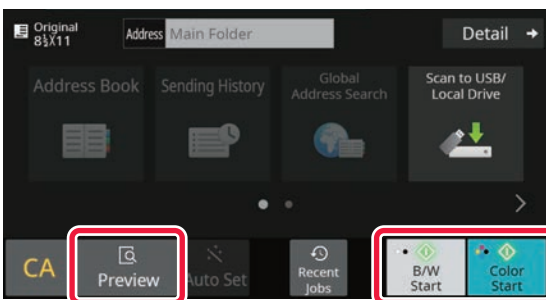 Original
8½X11
Address Main Folder
Detail
Address Book
Sending History
Global
Address Search
Scan to USB/
Local Drive
CA
Preview
Auto Set
Recent
Jobs
B/W
Start
Color
Start